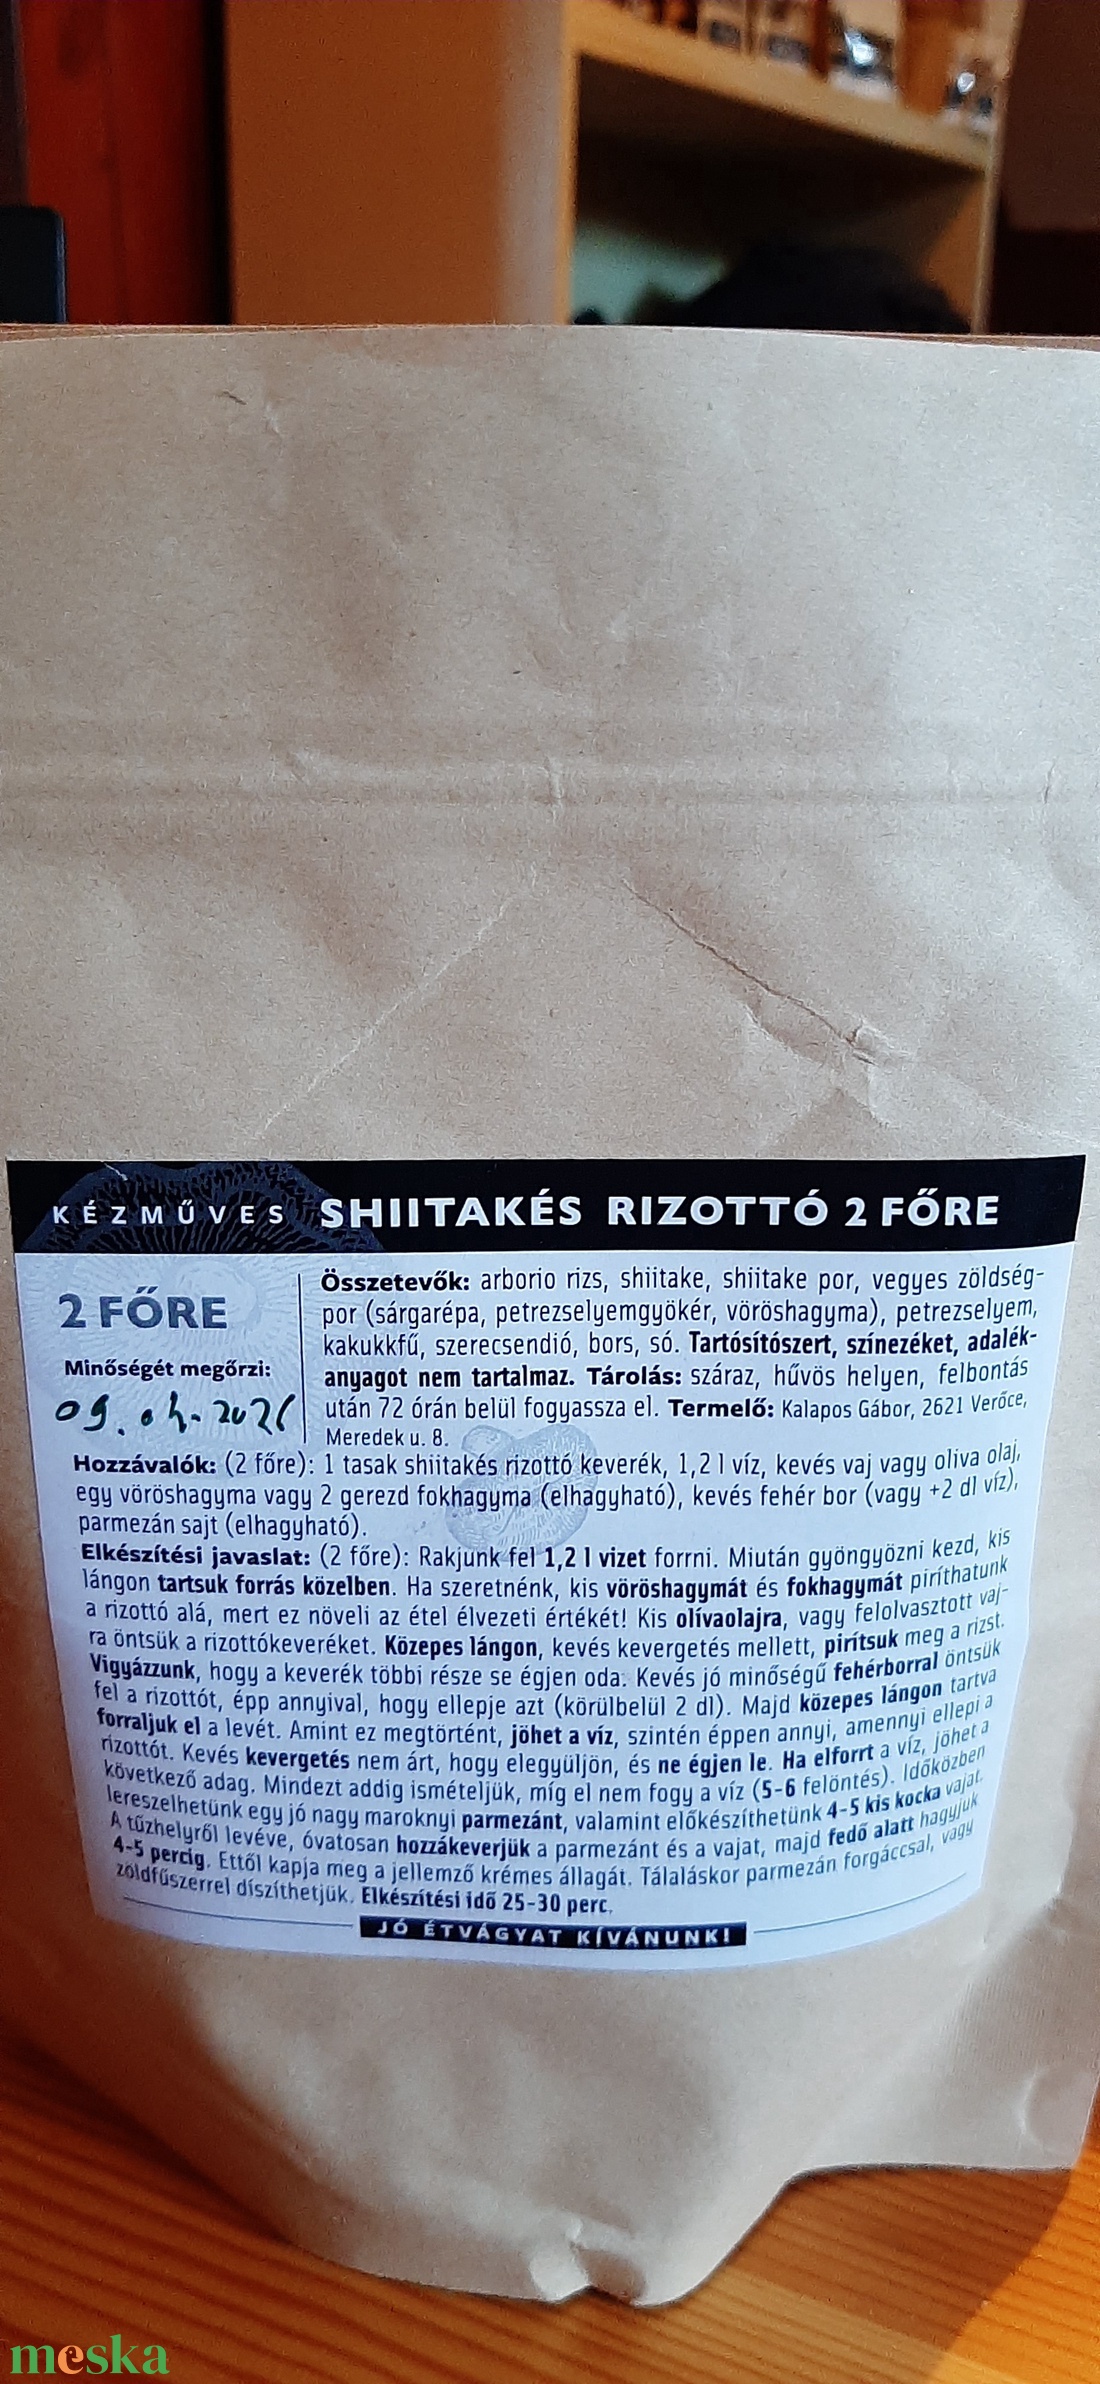 KÉZMŰVES SHIITAKÉS RIZOTTÓ 2 FŐRE
2 FŐRE
Minőségét megőrzi:
Összetevők: arborio rizs, shiitake, shiitake por, vegyes zöldség-
por (sárgarépa, petrezselyemgyökér, vöröshagyma), petrezselyem,
kakukkfű, szerecsendió, bors, só. Tartósítószert, színezéket, adalék-
anyagot nem tartalmaz. Tárolás: száraz, hűvös helyen, felbontás
után 72 órán belül fogyassza el. Termelő: Kalapos Gábor, 2621 Verőce,
Meredek u. 8.
Hozzávalók: (2 főre): 1 tasak shiitakés rizottó keverék, 1,2 l víz, kevés vaj vagy oliva olaj,
egy vöröshagyma vagy 2 gerezd fokhagyma (elhagyható), kevés fehér bor (vagy +2 dl víz),
parmezán sajt (elhagyható).
Elkészítési javaslat: (2 főre): Rakjunk fel 1,2 l vizet forrni. Miután gyöngyözni kezd, kis
lángon tartsuk forrás közelben. Ha szeretnénk, kis vöröshagymát és fokhagymát piríthatunk
a rizottó alá, mert ez növeli az étel élvezeti értékét! Kis olívaolajra, vagy felolvasztott vaj-
ra öntsük a rizottókeveréket. Közepes lángon, kevés kevergetés mellett, pirítsuk meg a rizst.
Vigyázzunk, hogy a keverék többi része se égjen oda. Kevés jó minőségű fehérborral öntsük
fel a rizottót, épp annyival, hogy ellepje azt (körülbelül 2 dl). Majd közepes lángon tartva
forraljuk el a levét. Amint ez megtörtént, jöhet a víz, szintén éppen annyi, amennyi ellepi a
rizottót. Kevés kevergetés nem árt, hogy elegyüljön, és ne égjen le. Ha elforrt a víz, jöhet a
következő adag. Mindezt addig ismételjük, míg el nem fogy a víz (5-6 felöntés). Időközben
lereszelhetünk egy jó nagy maroknyi parmezánt, valamint előkészíthetünk 4-5 kis kocka vajat.
A tűzhelyről levéve, óvatosan hozzákeverjük a parmezánt és a vajat, majd fedő alatt hagyjuk
4-5 percig. Ettől kapja meg a jellemző krémes állagát. Tálaláskor parmezán forgáccsal, vagy
zöldfűszerrel díszíthetjük. Elkészítési idő 25-30 perc.
JÓ ÉTVÁGYAT KÍVÁNUNK!
meska